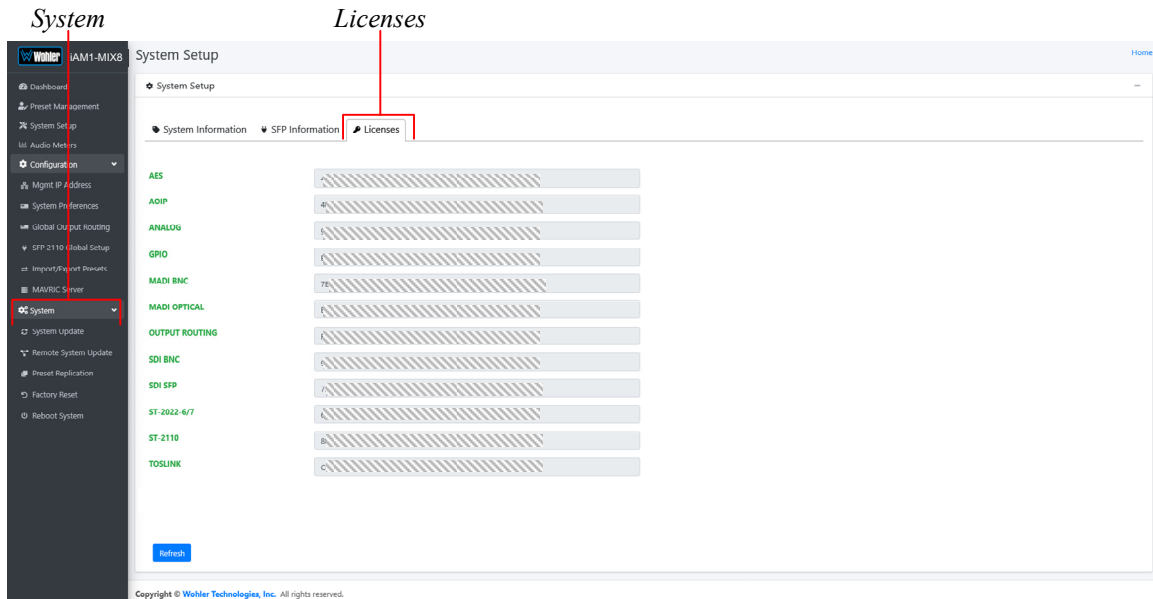 System Licenses
Wohler iAM1-MIX8
System Setup
Home
Dashboard
Preset Management
System Setup
Audio Meters
Configuration
Mgmt IP Address
System Preferences
Global Output Routing
SFP 2110 Global Setup
Import/Export Presets
MAVRIC Server
System
System Update
Remote System Update
Preset Replication
Factory Reset
Reboot System
System Setup
System Information SFP Information Licenses
AES
AOIP
ANALOG
GPIO
MADI BNC
MADI OPTICAL
OUTPUT ROUTING
SDI BNC
SDI SFP
ST-2022-6/7
ST-2110
TOSLINK
Refresh
Copyright © Wohler Technologies, Inc. All rights reserved.